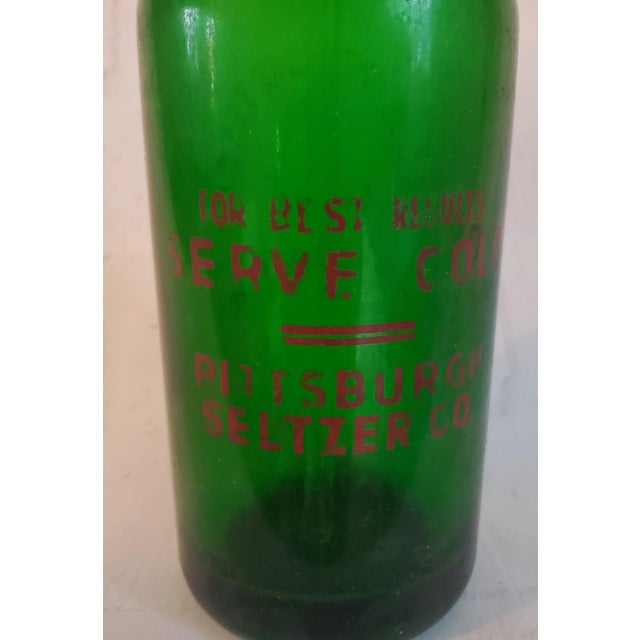 FOR BEST RESULTS
SERVE COLD
PITTSBURGH
SELTZER CO.